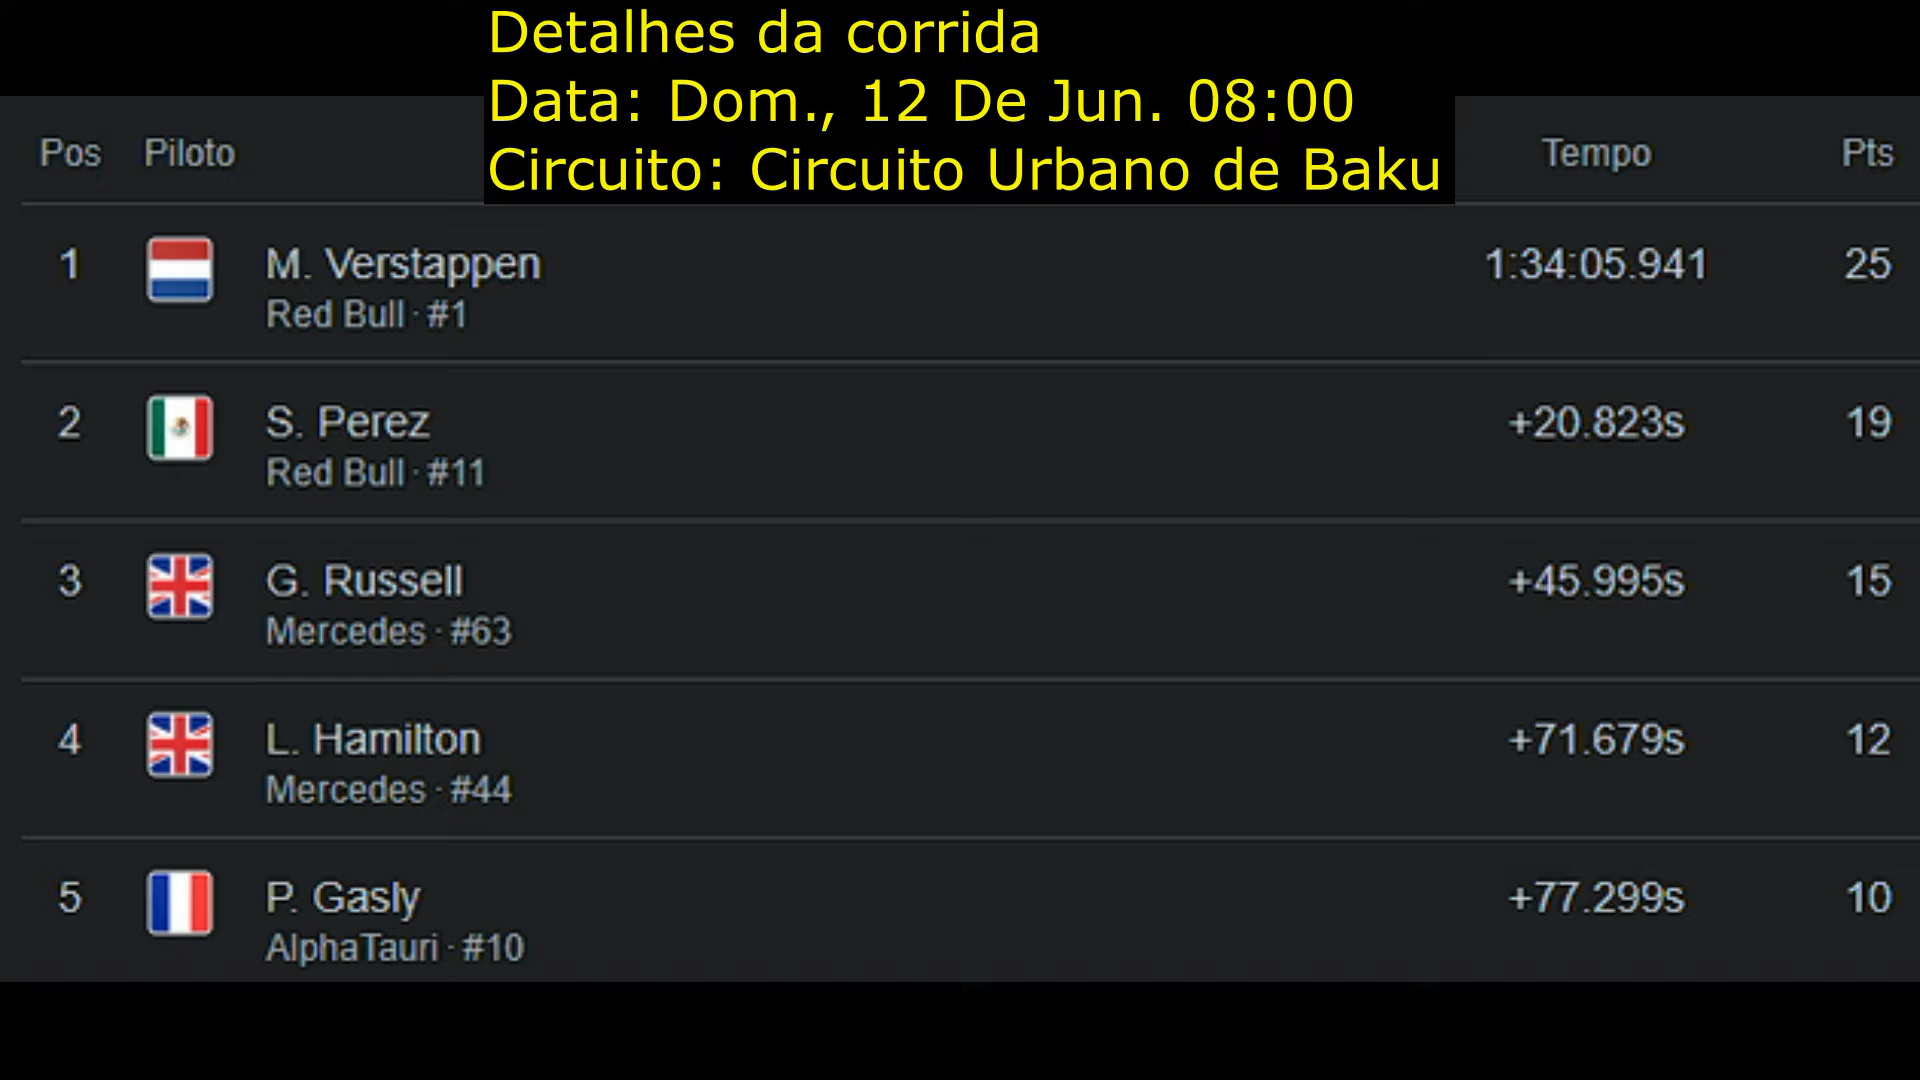 Detalhes da corrida
Data: Dom., 12 De Jun. 08:00
Circuito: Circuito Urbano de Baku
Pos Piloto Tempo Pts
1 M. Verstappen 1:34:05.941 25
Red Bull · #1
2 S. Perez +20.823s 19
Red Bull · #11
3 G. Russell +45.995s 15
Mercedes · #63
4 L. Hamilton +71.679s 12
Mercedes · #44
5 P. Gasly +77.299s 10
AlphaTauri · #10